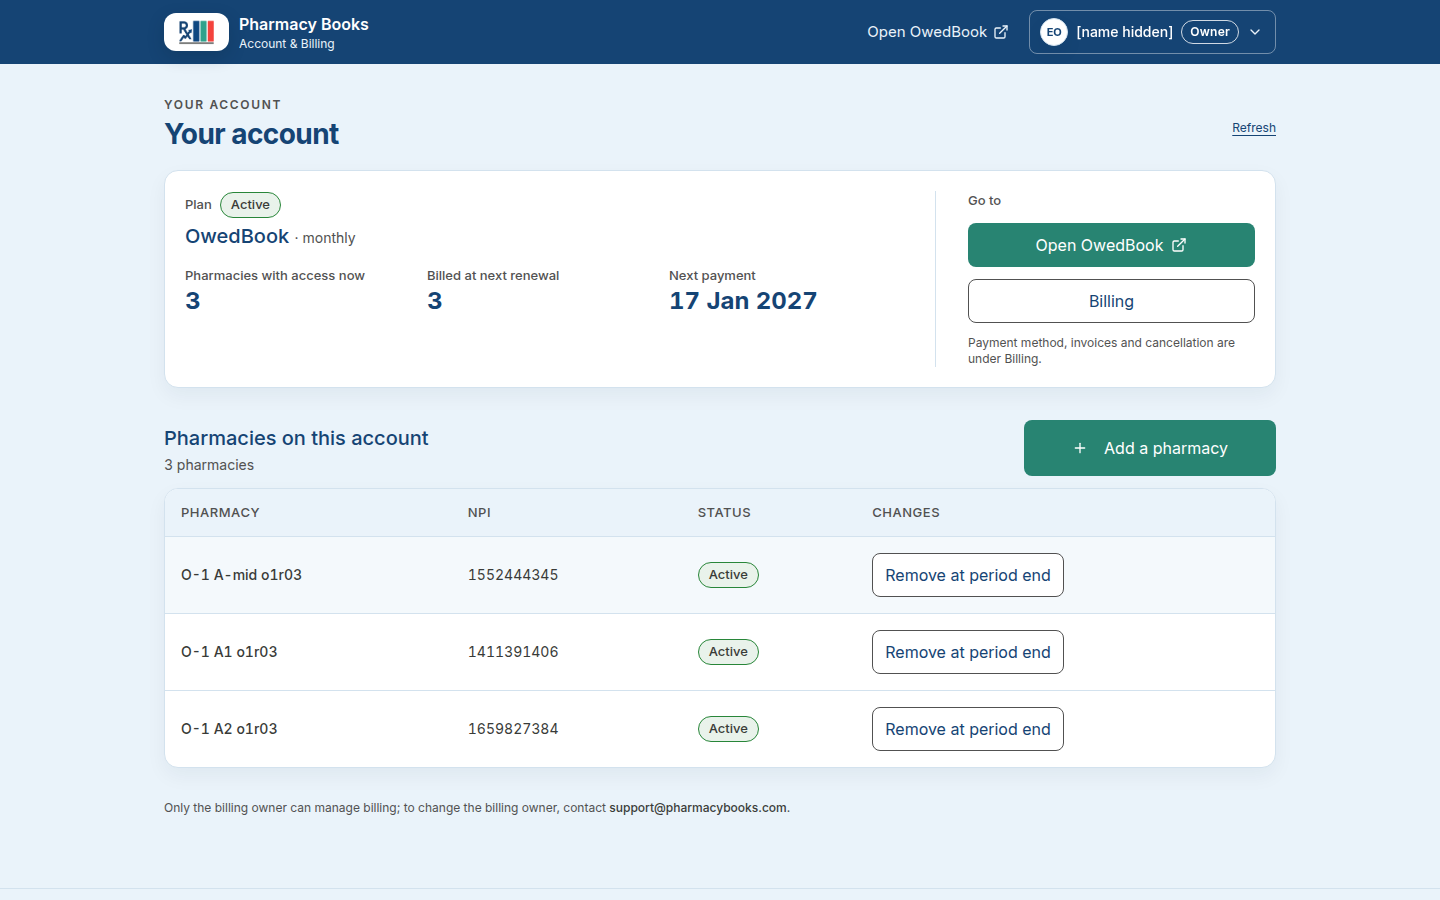 Pharmacy Books
Account & Billing
Open OwedBook
EO [name hidden] Owner
YOUR ACCOUNT
Your account
Refresh
Plan Active
OwedBook · monthly
Pharmacies with access now
3
Billed at next renewal
3
Next payment
17 Jan 2027
Go to
Open OwedBook
Billing
Payment method, invoices and cancellation are
under Billing.
Pharmacies on this account
3 pharmacies
+ Add a pharmacy
PHARMACY NPI STATUS CHANGES
O-1 A-mid o1r03 1552444345 Active Remove at period end
O-1 A1 o1r03 1411391406 Active Remove at period end
O-1 A2 o1r03 1659827384 Active Remove at period end
Only the billing owner can manage billing; to change the billing owner, contact support@pharmacybooks.com.